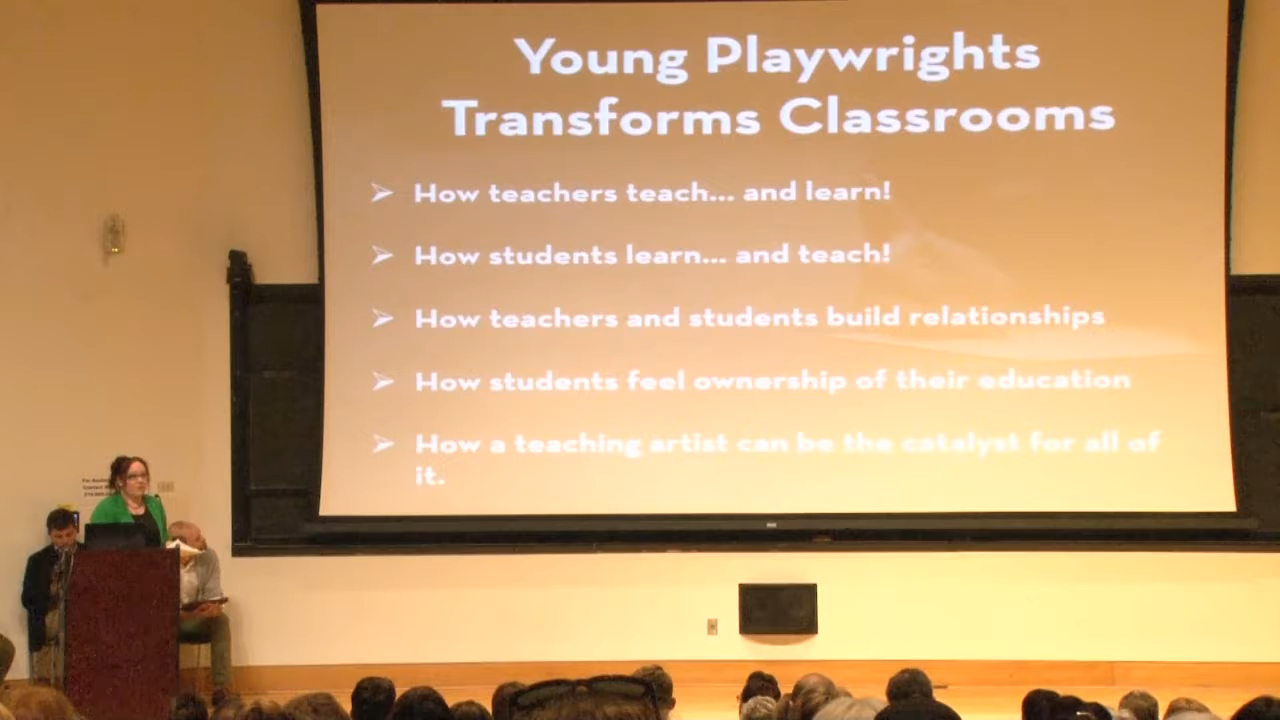 Young Playwrights
Transforms Classrooms
➢ How teachers teach... and learn!
➢ How students learn... and teach!
➢ How teachers and students build relationships
➢ How students feel ownership of their education
➢ How a teaching artist can be the catalyst for all of
it.
For
Contact